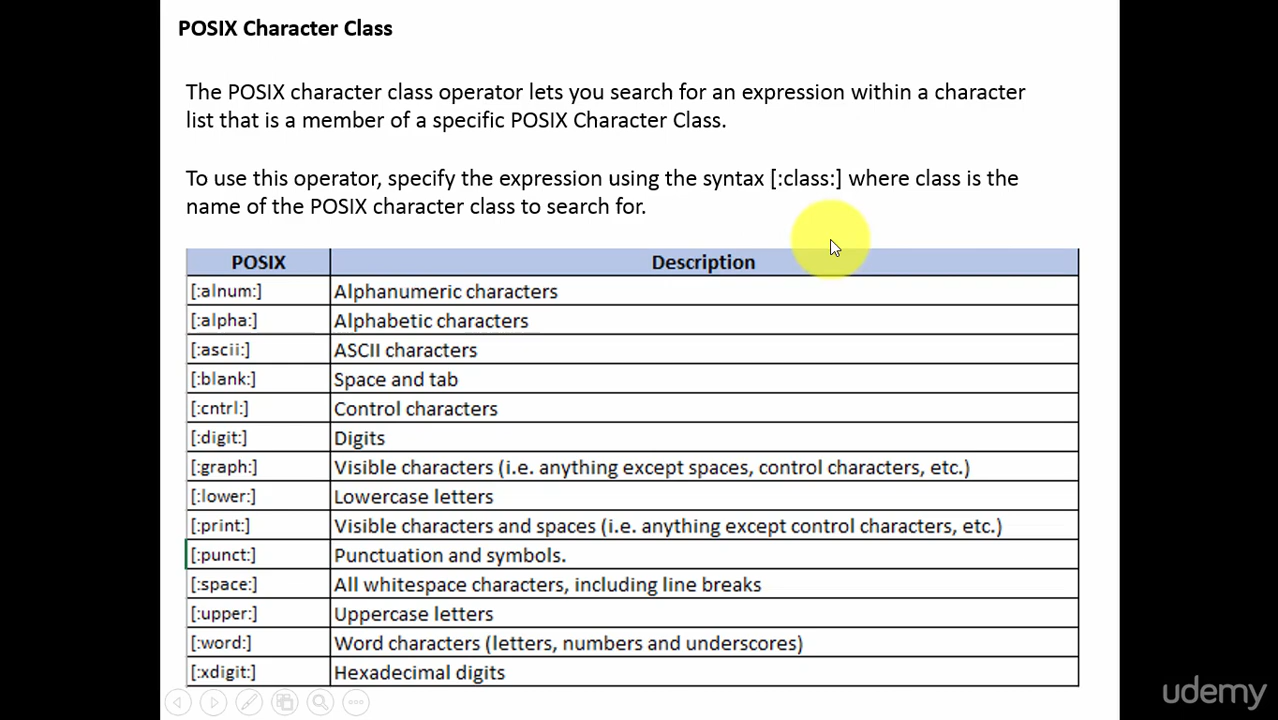 POSIX Character Class
The POSIX character class operator lets you search for an expression within a character
list that is a member of a specific POSIX Character Class.
To use this operator, specify the expression using the syntax [:class:] where class is the
name of the POSIX character class to search for.
POSIX Description
[:alnum:] Alphanumeric characters
[:alpha:] Alphabetic characters
[:ascii:] ASCII characters
[:blank:] Space and tab
[:cntrl:] Control characters
[:digit:] Digits
[:graph:] Visible characters (i.e. anything except spaces, control characters, etc.)
[:lower:] Lowercase letters
[:print:] Visible characters and spaces (i.e. anything except control characters, etc.)
[:punct:] Punctuation and symbols.
[:space:] All whitespace characters, including line breaks
[:upper:] Uppercase letters
[:word:] Word characters (letters, numbers and underscores)
[:xdigit:] Hexadecimal digits
udemy